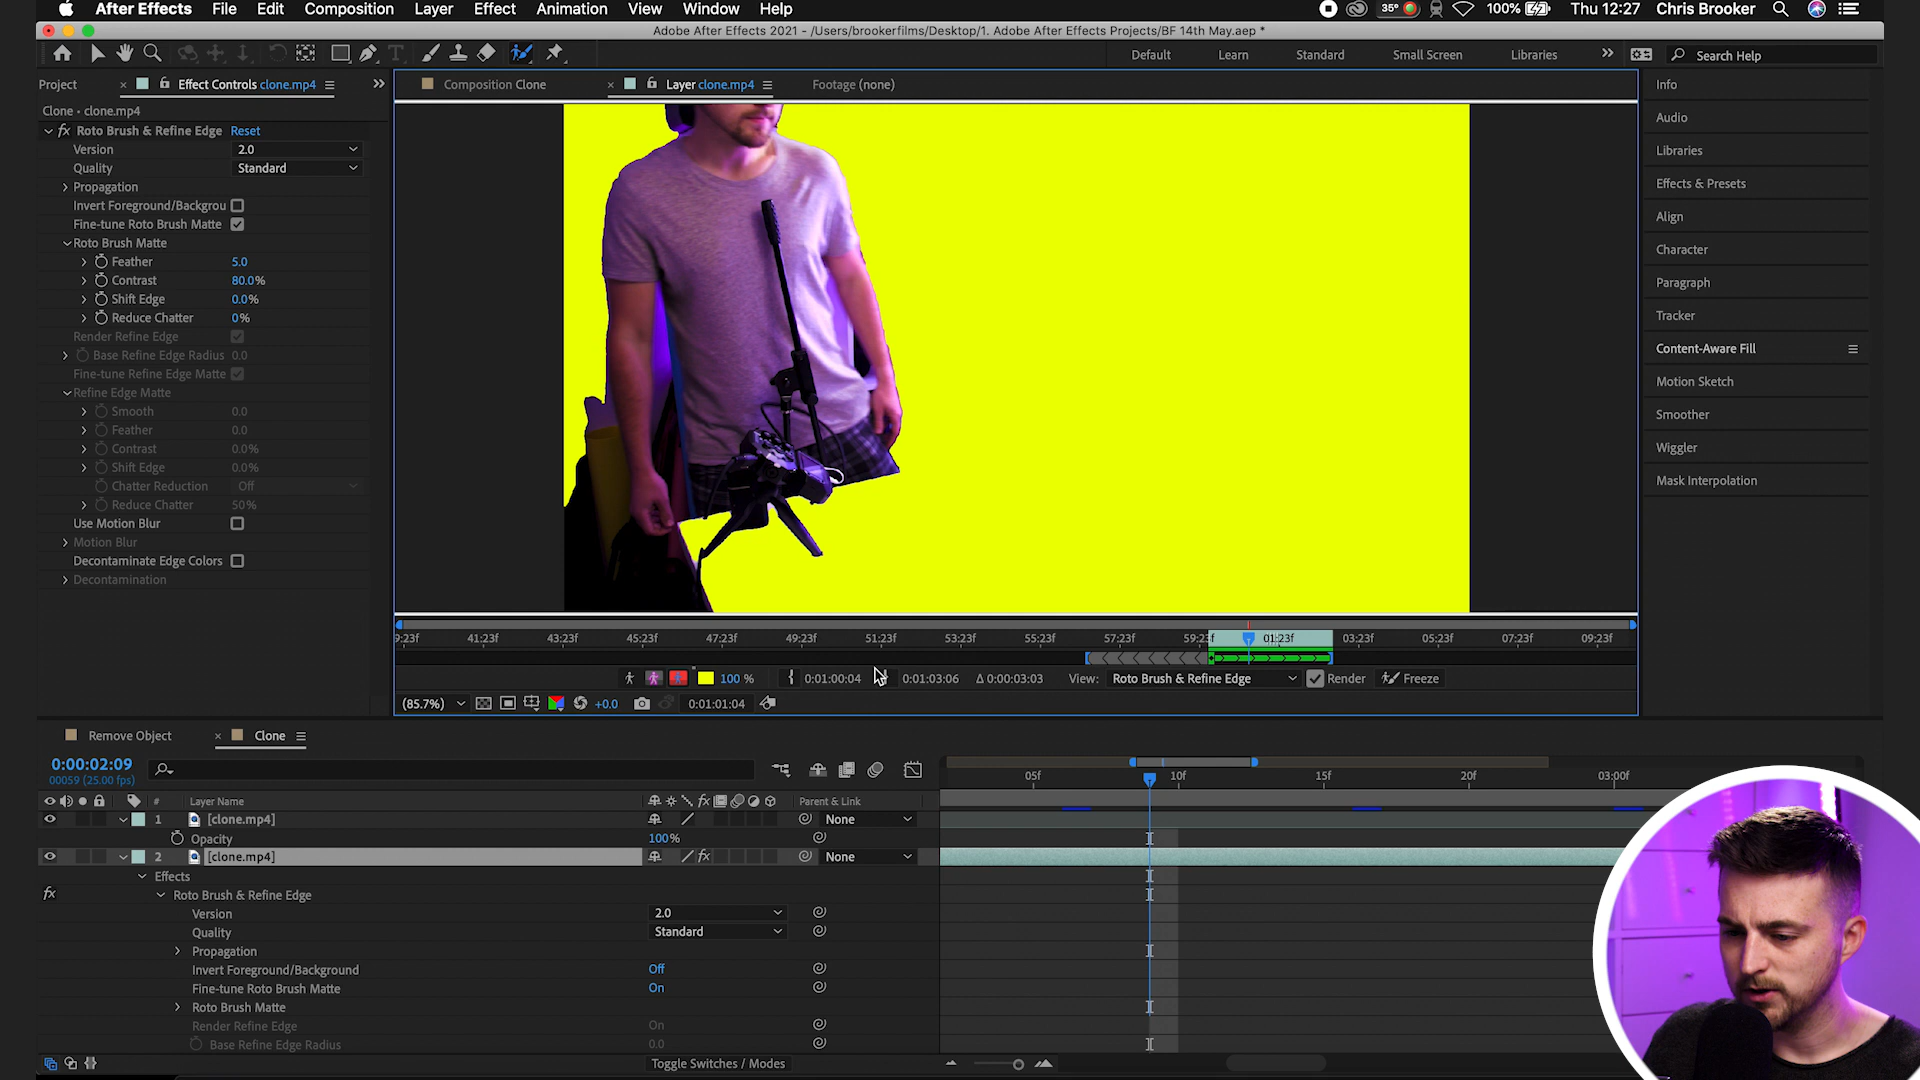 After Effects File Edit Composition Layer Effect Animation View Window Help 35° 100% Thu 12:27 Chris Brooker
Adobe After Effects 2021 - /Users/brookerfilms/Desktop/1. Adobe After Effects Projects/BF 14th May.aep *
Default Learn Standard Small Screen Libraries Search Help
Project Effect Controls clone.mp4 Composition Clone Layer clone.mp4 Footage (none) Info
Clone • clone.mp4
Roto Brush & Refine Edge Reset
Version 2.0
Quality Standard
Propagation
Invert Foreground/Backgrou
Fine-tune Roto Brush Matte
Roto Brush Matte
Feather 5.0
Contrast 80.0%
Shift Edge 0.0%
Reduce Chatter 0%
Render Refine Edge
Base Refine Edge Radius 0.0
Fine-tune Refine Edge Matte
Refine Edge Matte
Smooth 0.0
Feather 0.0
Contrast 0.0%
Shift Edge 0.0%
Chatter Reduction Off
Reduce Chatter 50%
Use Motion Blur
Motion Blur
Decontaminate Edge Colors
Decontamination
Audio
Libraries
Effects & Presets
Align
Character
Paragraph
Tracker
Content-Aware Fill
Motion Sketch
Smoother
Wiggler
Mask Interpolation
9:23f 41:23f 43:23f 45:23f 47:23f 49:23f 51:23f 53:23f 55:23f 57:23f 59:23f 01:23f 03:23f 05:23f 07:23f 09:23f
100 % 0:01:00:04 0:01:03:06 Δ 0:00:03:03 View: Roto Brush & Refine Edge Render Freeze
(85.7%) +0.0 0:01:01:04
Remove Object Clone
0:00:02:09
00059 (25.00 fps)
05f 10f 15f 20f 03:00f
# Layer Name Parent & Link
1 [clone.mp4] None
Opacity 100%
2 [clone.mp4] None
Effects
Roto Brush & Refine Edge
Version 2.0
Quality Standard
Propagation
Invert Foreground/Background Off
Fine-tune Roto Brush Matte On
Roto Brush Matte
Render Refine Edge On
Base Refine Edge Radius 0.0
Toggle Switches / Modes